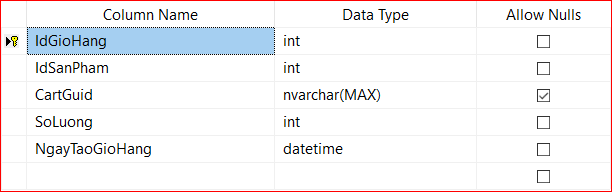 Column Name Data Type Allow Nulls
IdGioHang int
IdSanPham int
CartGuid nvarchar(MAX)
SoLuong int
NgayTaoGioHang datetime